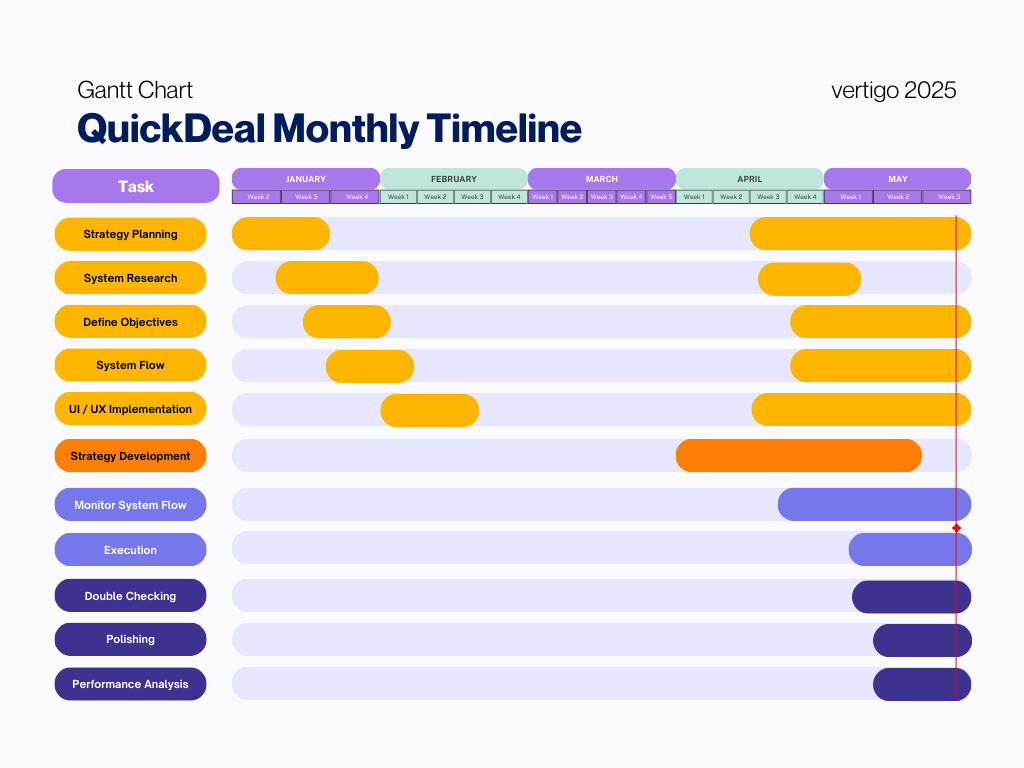 Gantt Chart
vertigo 2025
QuickDeal Monthly Timeline
Task
JANUARY FEBRUARY MARCH APRIL MAY
Week 2 Week 3 Week 4 Week 1 Week 2 Week 3 Week 4 Week 1 Week 2 Week 3 Week 4 Week 5 Week 1 Week 2 Week 3 Week 4 Week 1 Week 2 Week 3
Strategy Planning
System Research
Define Objectives
System Flow
UI / UX Implementation
Strategy Development
Monitor System Flow
Execution
Double Checking
Polishing
Performance Analysis